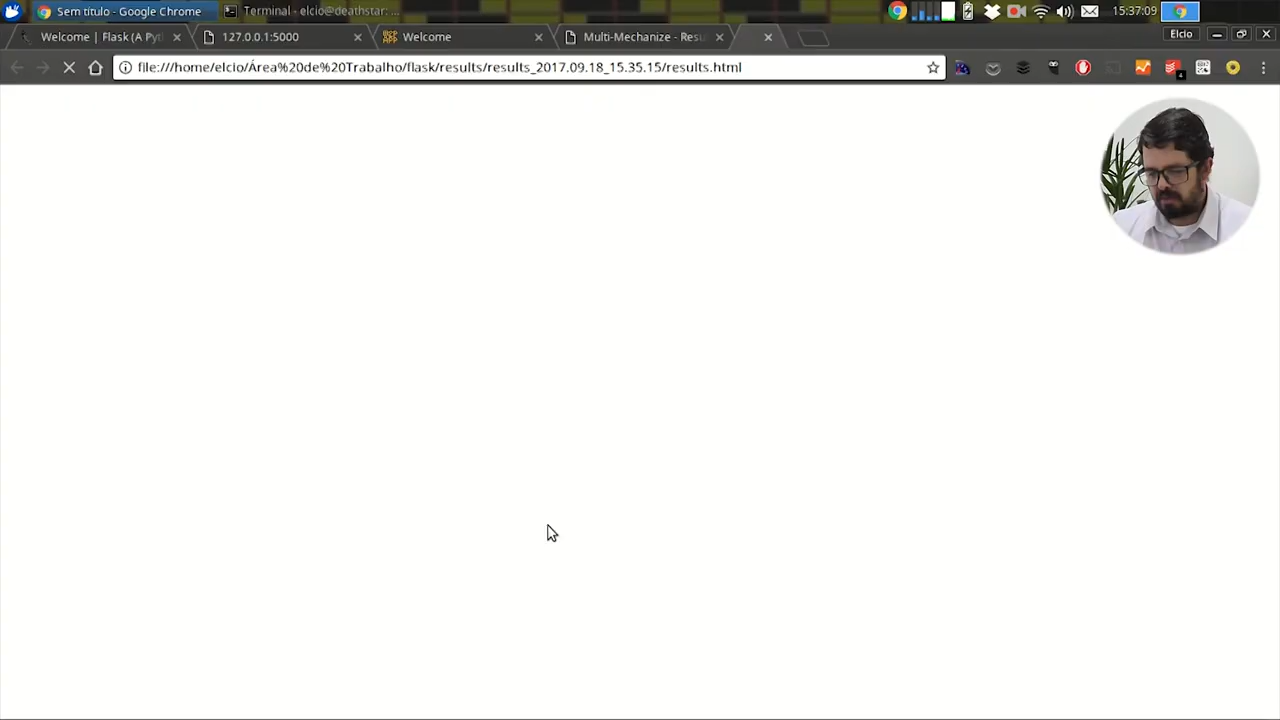 Sem título - Google Chrome
Terminal - elcio@deathstar: ...
15:37:09
Welcome | Flask (A Pyt
127.0.0.1:5000
Welcome
Multi-Mechanize - Resu
Elcio
file:///home/elcio/Área%20de%20Trabalho/flask/results/results_2017.09.18_15.35.15/results.html
4